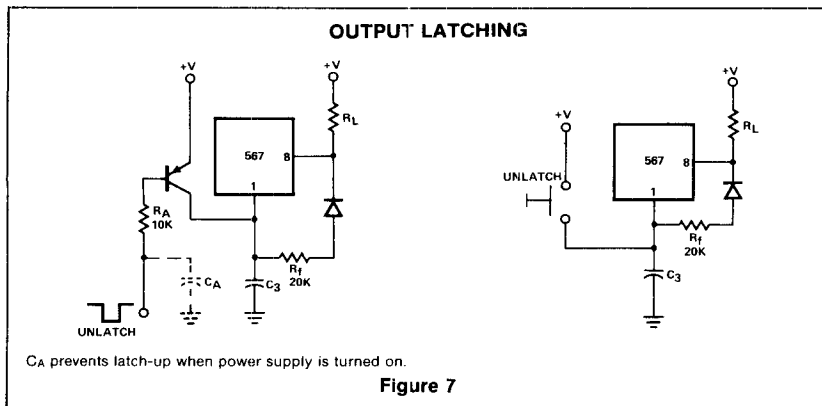 OUTPUT LATCHING
+V
+V
RL
567
8
1
RA
10K
CA
C3
Rf
20K
UNLATCH
+V
+V
RL
567
8
1
UNLATCH
Rf
20K
C3
CA prevents latch-up when power supply is turned on.
Figure 7